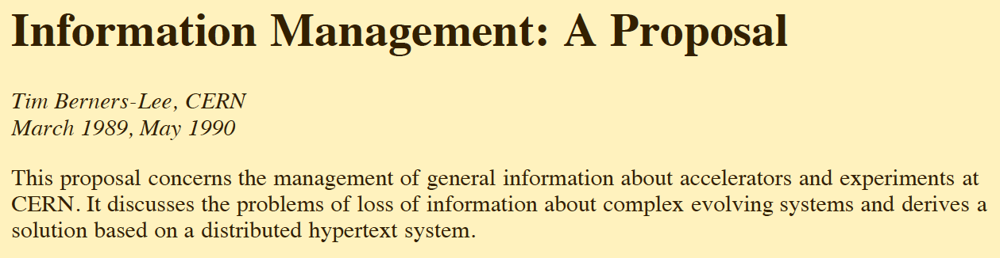 Information Management: A Proposal
Tim Berners-Lee, CERN
March 1989, May 1990
This proposal concerns the management of general information about accelerators and experiments at
CERN. It discusses the problems of loss of information about complex evolving systems and derives a
solution based on a distributed hypertext system.